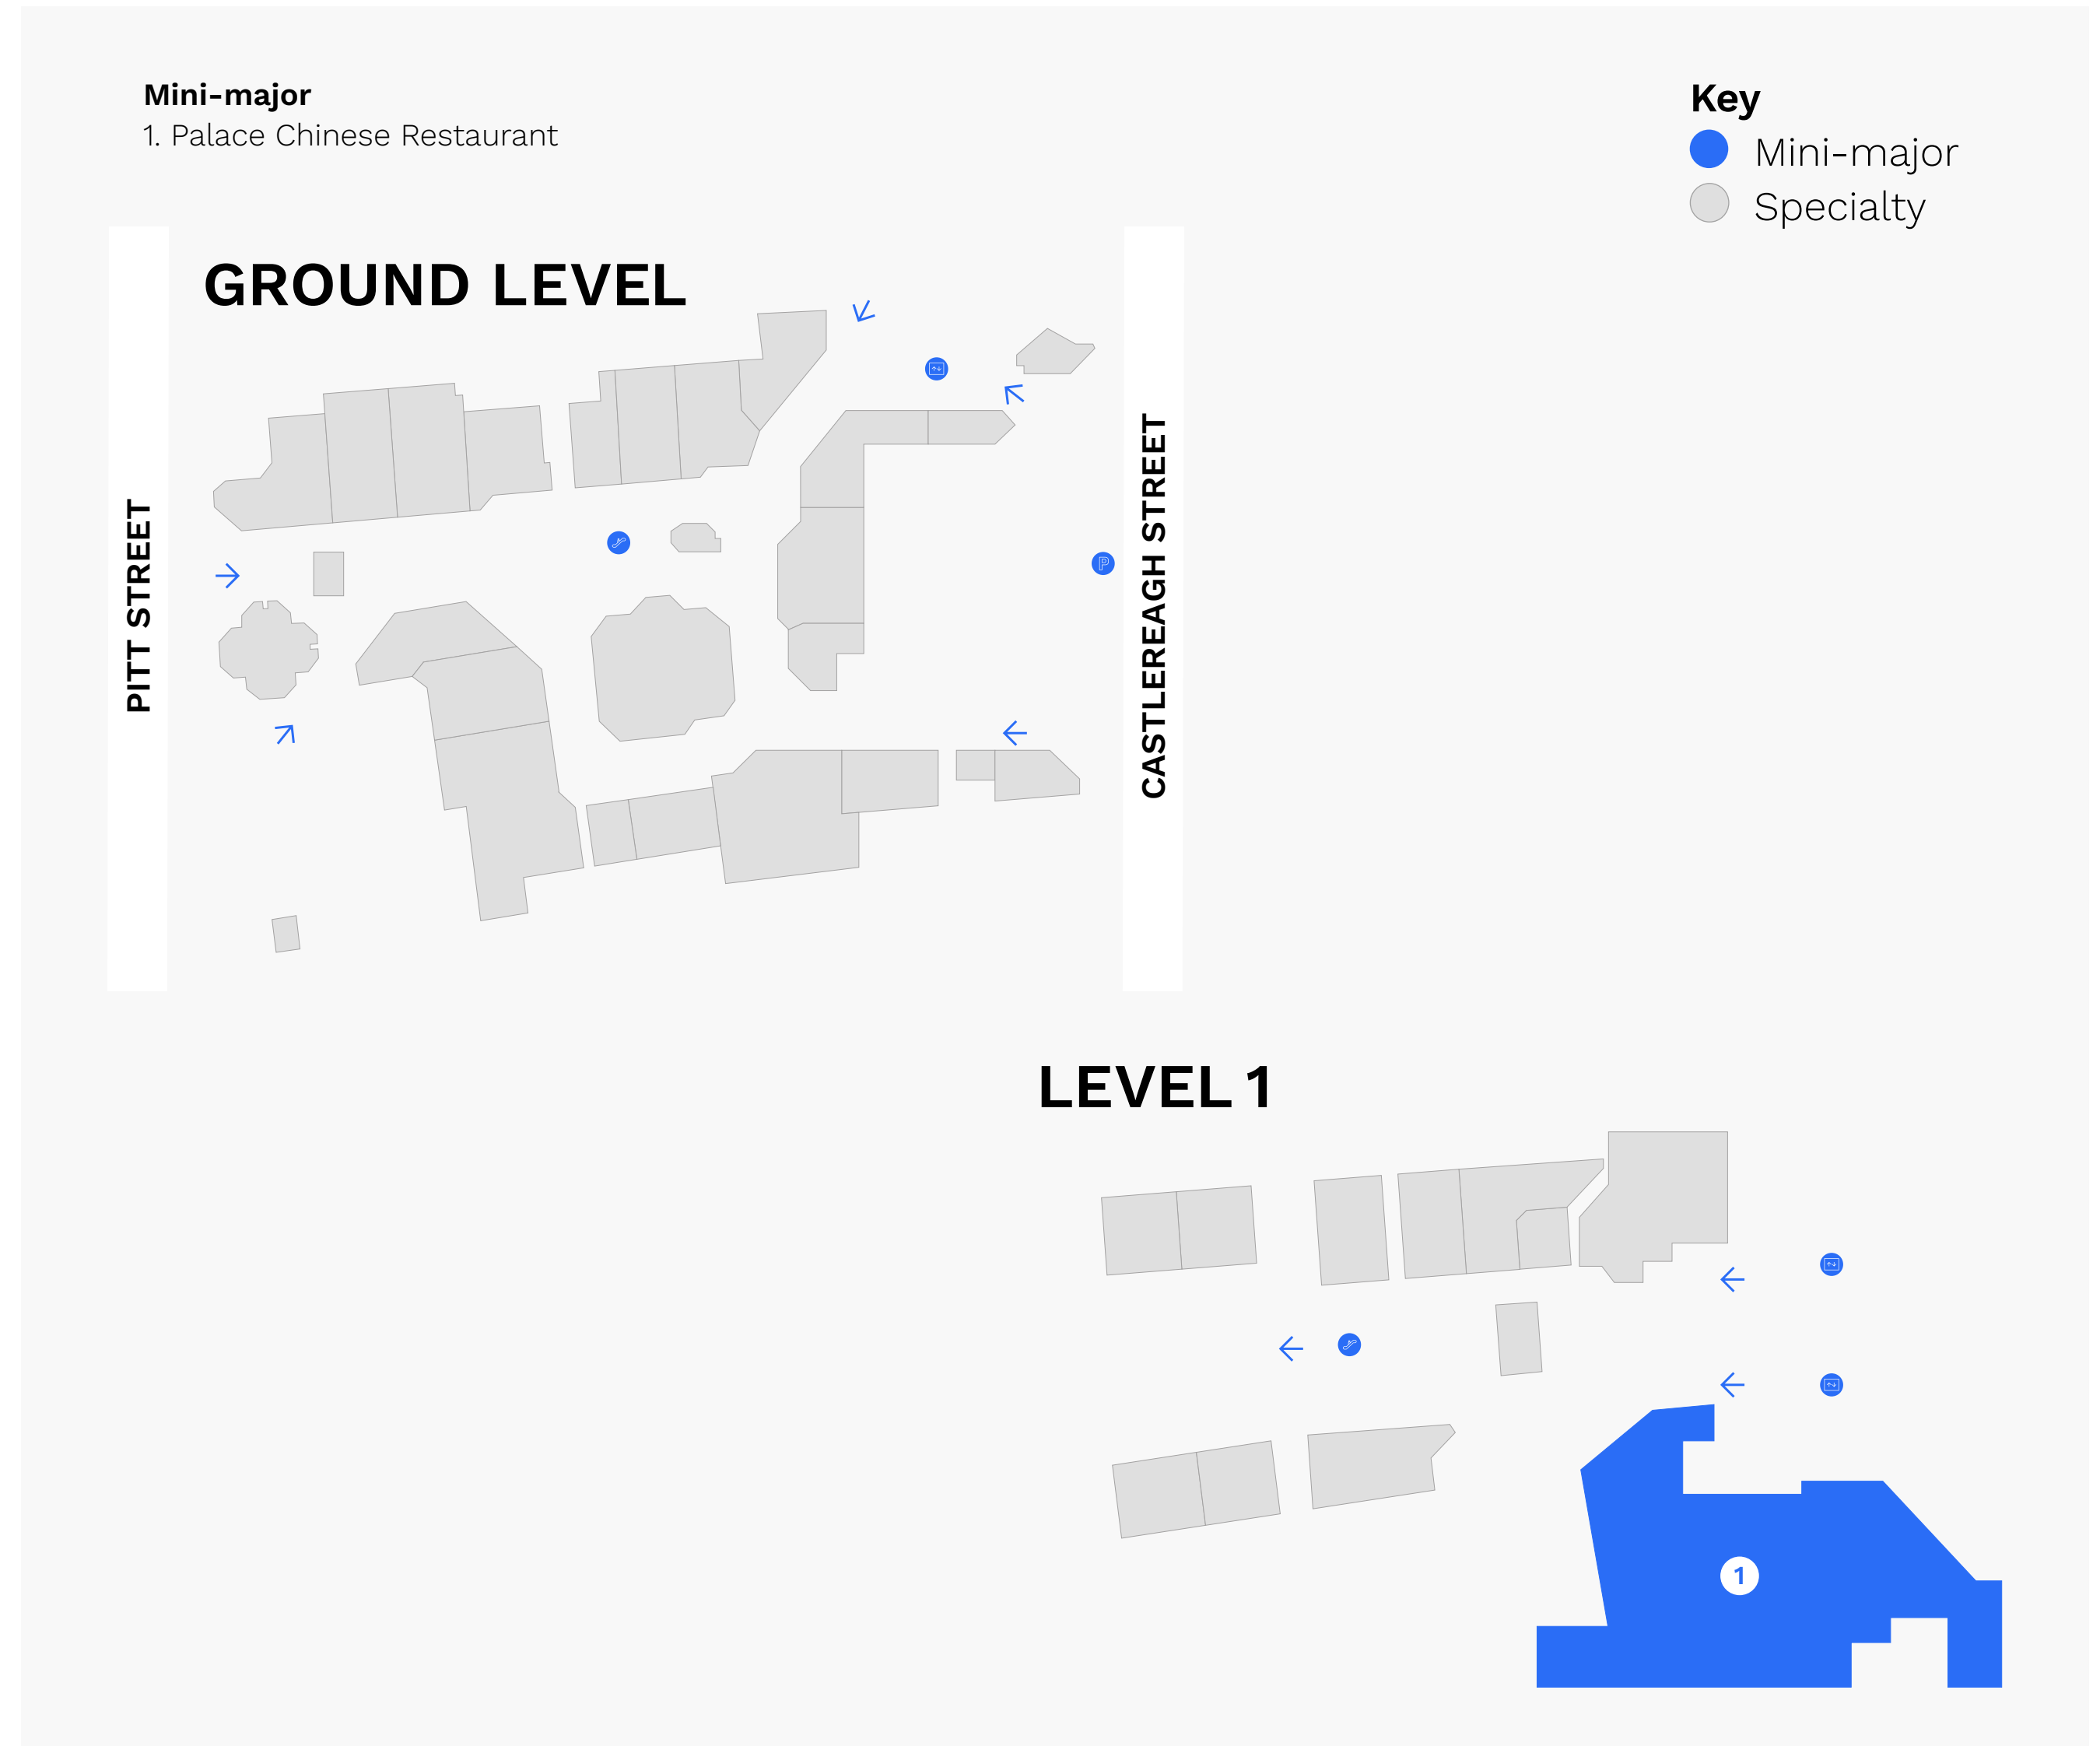 Mini-major
1. Palace Chinese Restaurant
Key
Mini-major
Specialty
GROUND LEVEL
PITT STREET
CASTLEREAGH STREET
P
LEVEL 1
1